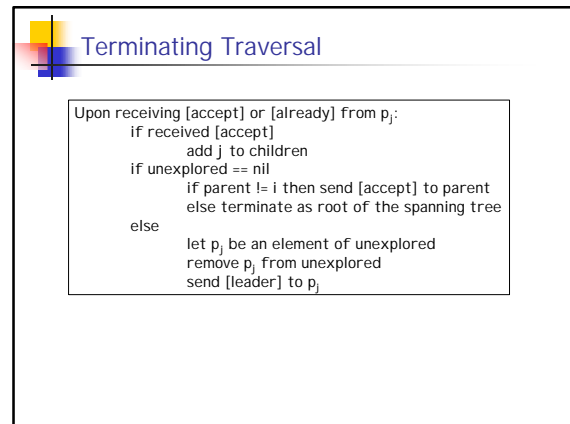 Terminating Traversal
Upon receiving [accept] or [already] from pj:
if received [accept]
add j to children
if unexplored == nil
if parent != i then send [accept] to parent
else terminate as root of the spanning tree
else
let pj be an element of unexplored
remove pj from unexplored
send [leader] to pj